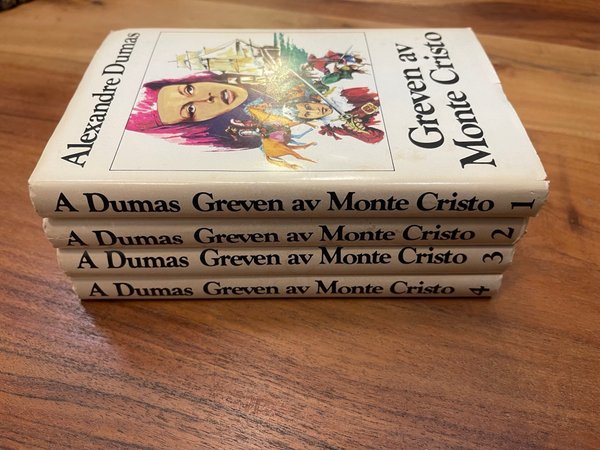 Alexandre Dumas
Greven av
Monte Cristo
A Dumas Greven av Monte Cristo 1
A Dumas Greven av Monte Cristo 2
A Dumas Greven av Monte Cristo 3
A Dumas Greven av Monte Cristo 4